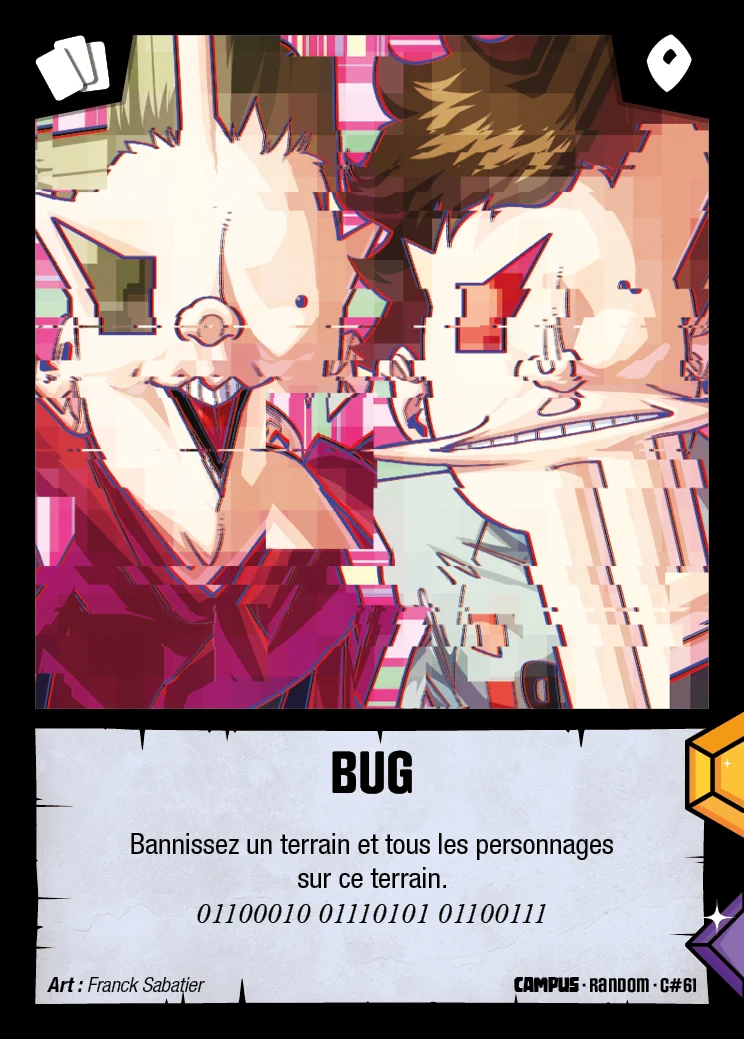 BUG
Bannissez un terrain et tous les personnages
sur ce terrain.
01100010 01110101 01100111
Art : Franck Sabatier
CAMPUS · RANDOM · C#61